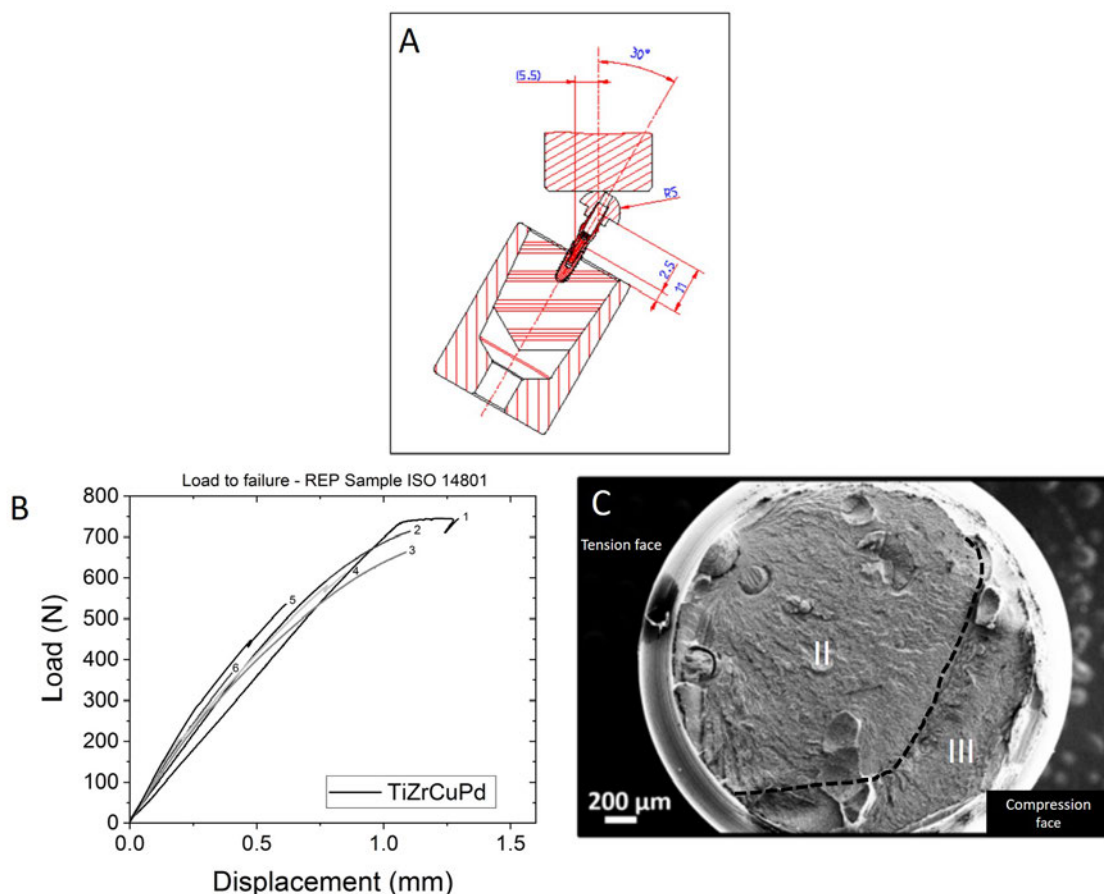 A
30°
(5.5)
R5
2.5
11
B
Load to failure - REP Sample ISO 14801
800
700
600
500
400
300
200
100
0
Load (N)
1
2
3
4
5
6
TiZrCuPd
0.0
0.5
1.0
1.5
Displacement (mm)
C
Tension face
II
III
200 µm
Compression
face